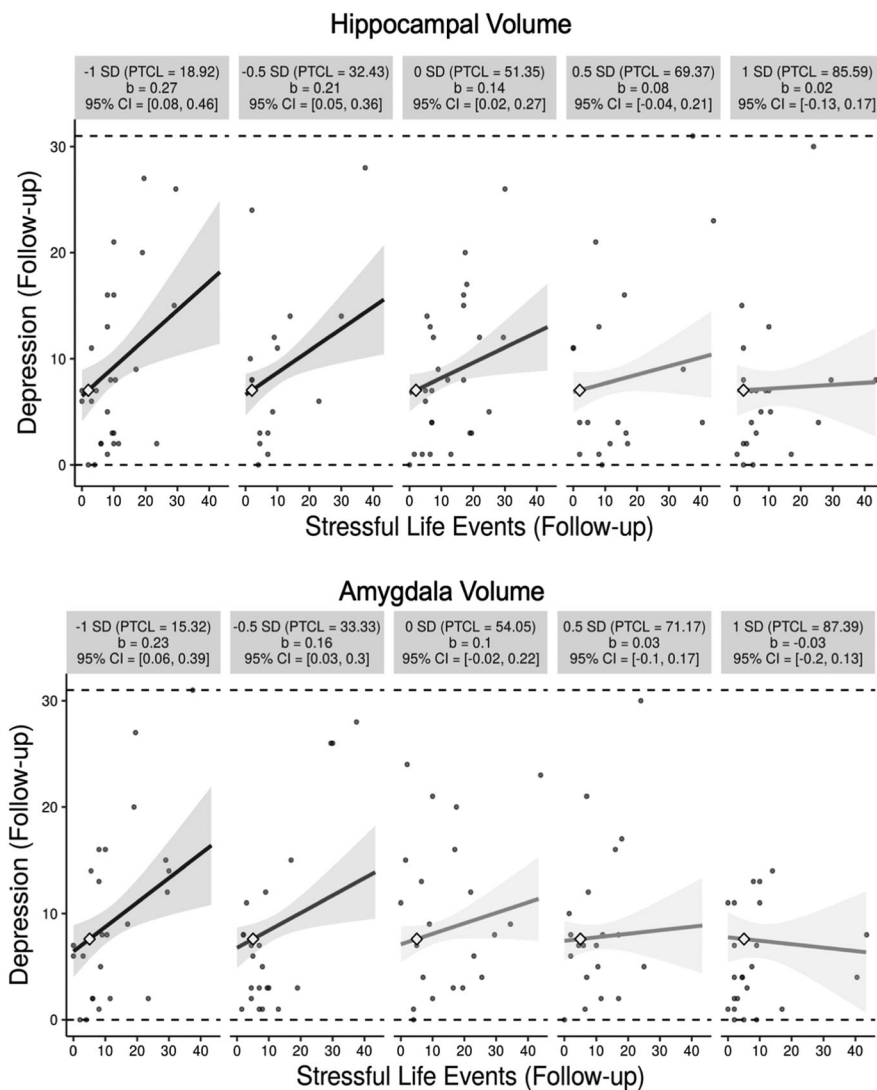 Hippocampal Volume
-1 SD (PTCL = 18.92)
b = 0.27
95% CI = [0.08, 0.46]
-0.5 SD (PTCL = 32.43)
b = 0.21
95% CI = [0.05, 0.36]
0 SD (PTCL = 51.35)
b = 0.14
95% CI = [0.02, 0.27]
0.5 SD (PTCL = 69.37)
b = 0.08
95% CI = [-0.04, 0.21]
1 SD (PTCL = 85.59)
b = 0.02
95% CI = [-0.13, 0.17]
Depression (Follow-up)
30
20
10
0
0 10 20 30 40
0 10 20 30 40
0 10 20 30 40
0 10 20 30 40
0 10 20 30 40
Stressful Life Events (Follow-up)
Amygdala Volume
-1 SD (PTCL = 15.32)
b = 0.23
95% CI = [0.06, 0.39]
-0.5 SD (PTCL = 33.33)
b = 0.16
95% CI = [0.03, 0.3]
0 SD (PTCL = 54.05)
b = 0.1
95% CI = [-0.02, 0.22]
0.5 SD (PTCL = 71.17)
b = 0.03
95% CI = [-0.1, 0.17]
1 SD (PTCL = 87.39)
b = -0.03
95% CI = [-0.2, 0.13]
Depression (Follow-up)
30
20
10
0
0 10 20 30 40
0 10 20 30 40
0 10 20 30 40
0 10 20 30 40
0 10 20 30 40
Stressful Life Events (Follow-up)